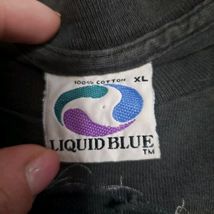 100% COTTON XL
LIQUID BLUE
TM